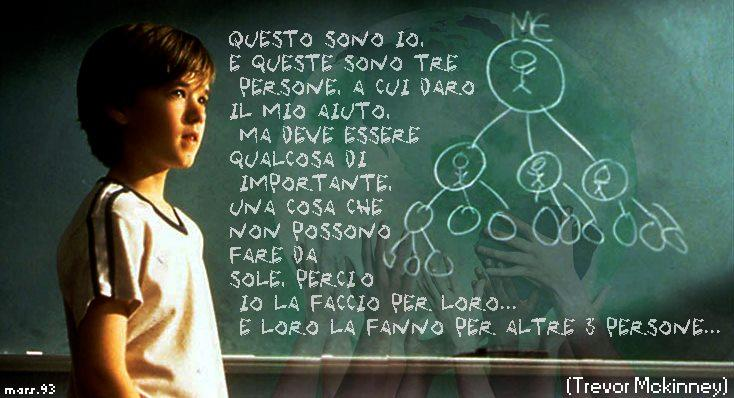 ME
QUESTO SONO IO.
E QUESTE SONO TRE
PERSONE. A CUI DARO
IL MIO AIUTO.
MA DEVE ESSERE
QUALCOSA DI
IMPORTANTE.
UNA COSA CHE
NON POSSONO
FARE DA
SOLE. PERCIO
IO LA FACCIO PER LORO...
E LORO LA FANNO PER ALTRE 3 PERSONE...
mars.93
(Trevor Mckinney)